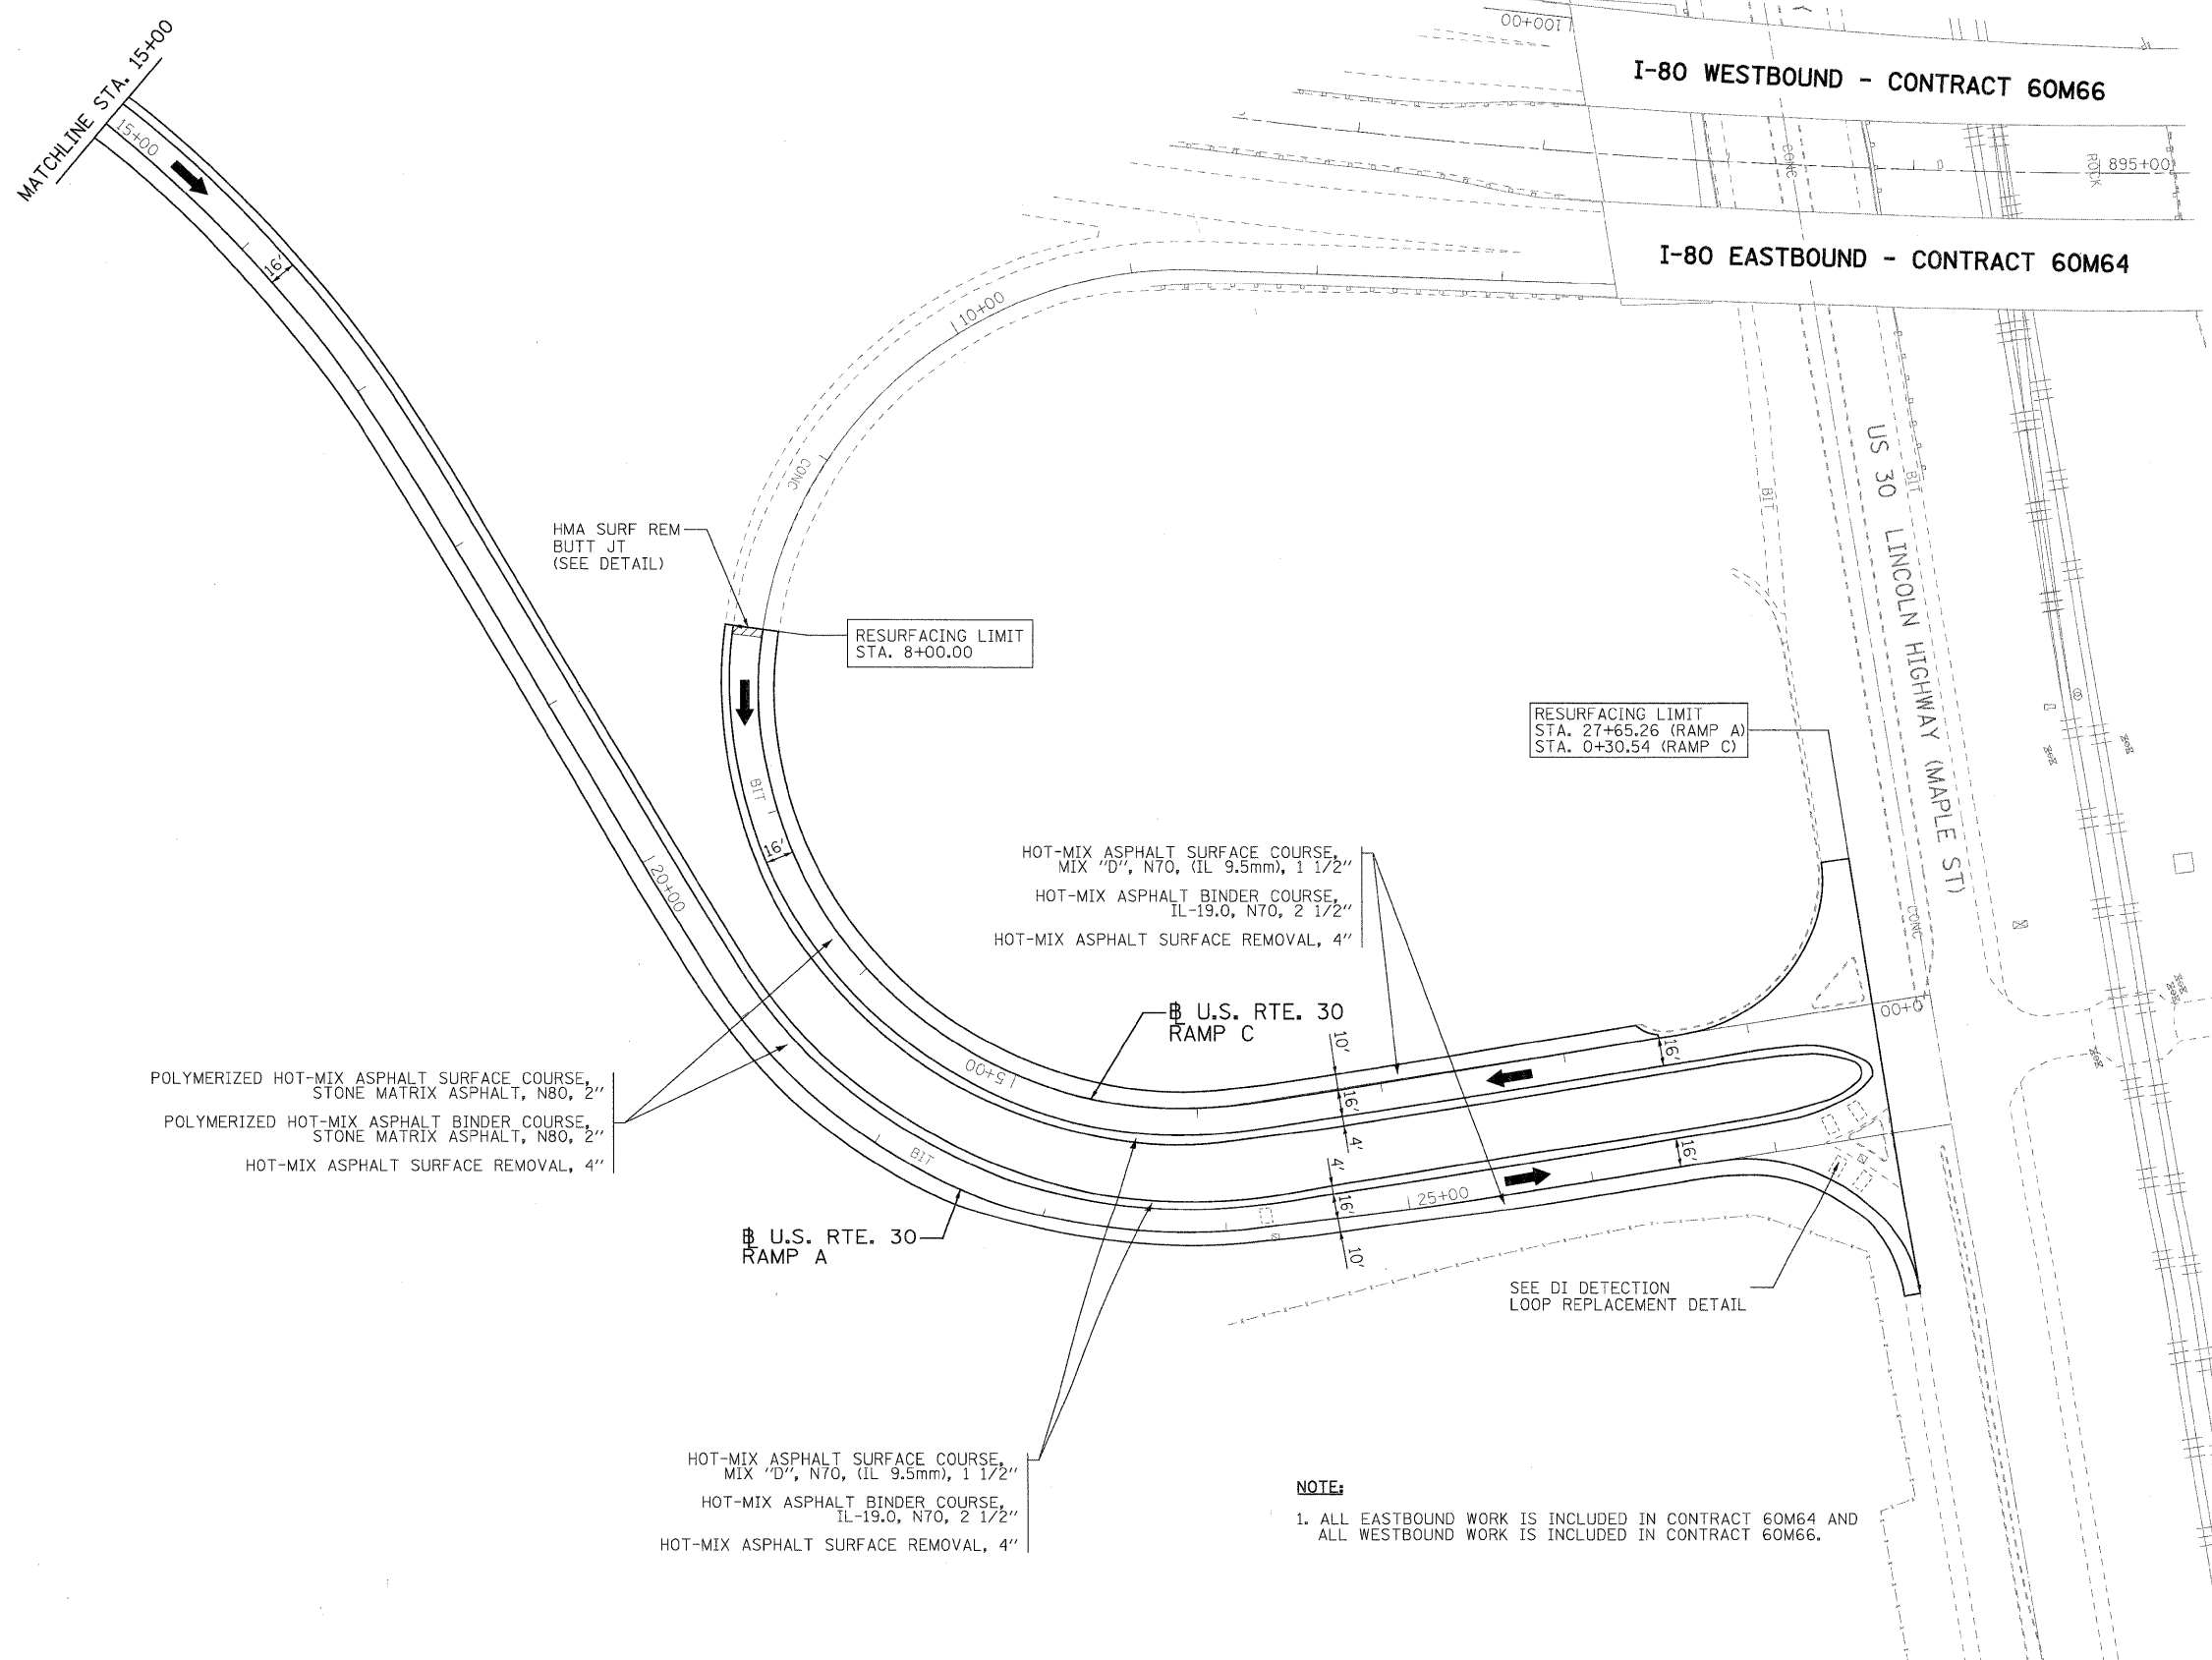 MATCHLINE STA. 15+00
15+00
16'
100+00
I-80 WESTBOUND - CONTRACT 60M66
CONC
ROCK
895+00
I-80 EASTBOUND - CONTRACT 60M64
10+00
CONC
HMA SURF REM
BUTT JT
(SEE DETAIL)
RESURFACING LIMIT
STA. 8+00.00
BIT
BIT
US 30 LINCOLN HIGHWAY (MAPLE ST)
RESURFACING LIMIT
STA. 27+65.26 (RAMP A)
STA. 0+30.54 (RAMP C)
BIT
16'
20+00
HOT-MIX ASPHALT SURFACE COURSE,
MIX "D", N70, (IL 9.5mm), 1 1/2"
HOT-MIX ASPHALT BINDER COURSE,
IL-19.0, N70, 2 1/2"
HOT-MIX ASPHALT SURFACE REMOVAL, 4"
CONC
0+00
BL U.S. RTE. 30
RAMP C
10'
16'
16'
4'
5+00
POLYMERIZED HOT-MIX ASPHALT SURFACE COURSE,
STONE MATRIX ASPHALT, N80, 2"
POLYMERIZED HOT-MIX ASPHALT BINDER COURSE,
STONE MATRIX ASPHALT, N80, 2"
HOT-MIX ASPHALT SURFACE REMOVAL, 4"
BIT
4'
16'
16'
10'
25+00
BL U.S. RTE. 30
RAMP A
SEE DI DETECTION
LOOP REPLACEMENT DETAIL
HOT-MIX ASPHALT SURFACE COURSE,
MIX "D", N70, (IL 9.5mm), 1 1/2"
HOT-MIX ASPHALT BINDER COURSE,
IL-19.0, N70, 2 1/2"
HOT-MIX ASPHALT SURFACE REMOVAL, 4"
NOTE:
1. ALL EASTBOUND WORK IS INCLUDED IN CONTRACT 60M64 AND
ALL WESTBOUND WORK IS INCLUDED IN CONTRACT 60M66.